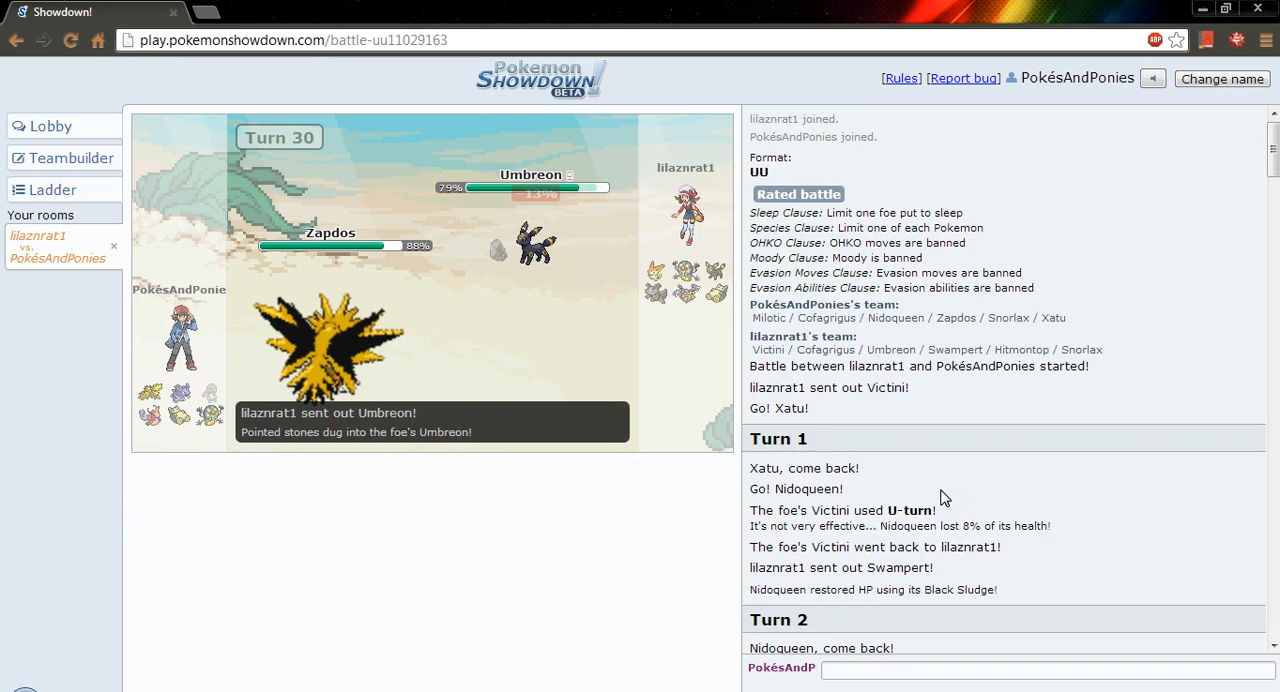 Showdown!
play.pokemonshowdown.com/battle-uu11029163
ABP
Pokemon
SHOWDOWN!
BETA
[Rules] [Report bug] PokésAndPonies
Change name
Lobby
Teambuilder
Ladder
Your rooms
lilaznrat1
vs.
PokésAndPonies
Turn 30
Umbreon
79%
-13%
Zapdos
88%
lilaznrat1
PokésAndPonie
lilaznrat1 sent out Umbreon!
Pointed stones dug into the foe's Umbreon!
lilaznrat1 joined.
PokésAndPonies joined.
Format:
UU
Rated battle
Sleep Clause: Limit one foe put to sleep
Species Clause: Limit one of each Pokemon
OHKO Clause: OHKO moves are banned
Moody Clause: Moody is banned
Evasion Moves Clause: Evasion moves are banned
Evasion Abilities Clause: Evasion abilities are banned
PokésAndPonies's team:
Milotic / Cofagrigus / Nidoqueen / Zapdos / Snorlax / Xatu
lilaznrat1's team:
Victini / Cofagrigus / Umbreon / Swampert / Hitmontop / Snorlax
Battle between lilaznrat1 and PokésAndPonies started!
lilaznrat1 sent out Victini!
Go! Xatu!
Turn 1
Xatu, come back!
Go! Nidoqueen!
The foe's Victini used U-turn!
It's not very effective... Nidoqueen lost 8% of its health!
The foe's Victini went back to lilaznrat1!
lilaznrat1 sent out Swampert!
Nidoqueen restored HP using its Black Sludge!
Turn 2
Nidoqueen, come back!
PokésAndP